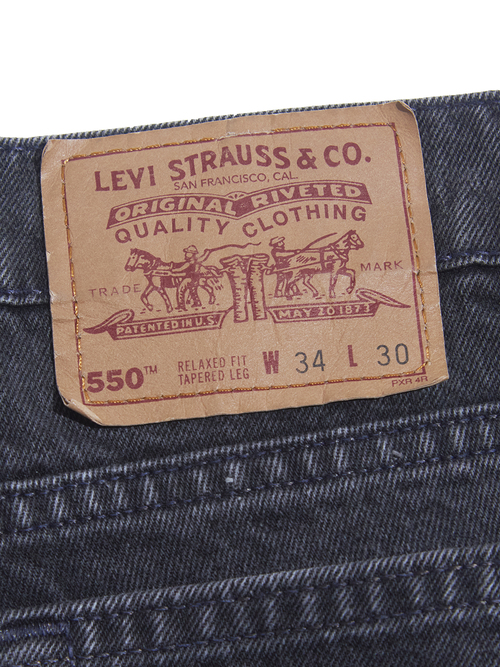 LEVI STRAUSS & CO.
SAN FRANCISCO, CAL.
ORIGINAL RIVETED
QUALITY CLOTHING
TRADE MARK
PATENTED IN U.S. MAY 20 1873
550™ RELAXED FIT W 34 L 30
TAPERED LEG
PXR 4R